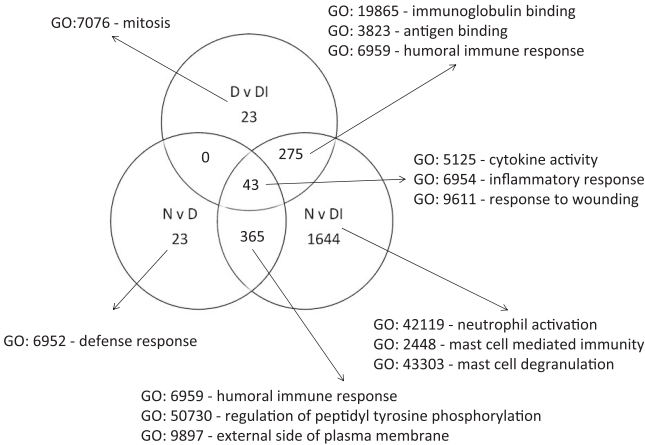 GO: 19865 - immunoglobulin binding
GO: 3823 - antigen binding
GO: 6959 - humoral immune response
GO:7076 - mitosis
D v DI
23
0
275
43
GO: 5125 - cytokine activity
GO: 6954 - inflammatory response
GO: 9611 - response to wounding
N v D
23
365
N v DI
1644
GO: 6952 - defense response
GO: 42119 - neutrophil activation
GO: 2448 - mast cell mediated immunity
GO: 43303 - mast cell degranulation
GO: 6959 - humoral immune response
GO: 50730 - regulation of peptidyl tyrosine phosphorylation
GO: 9897 - external side of plasma membrane